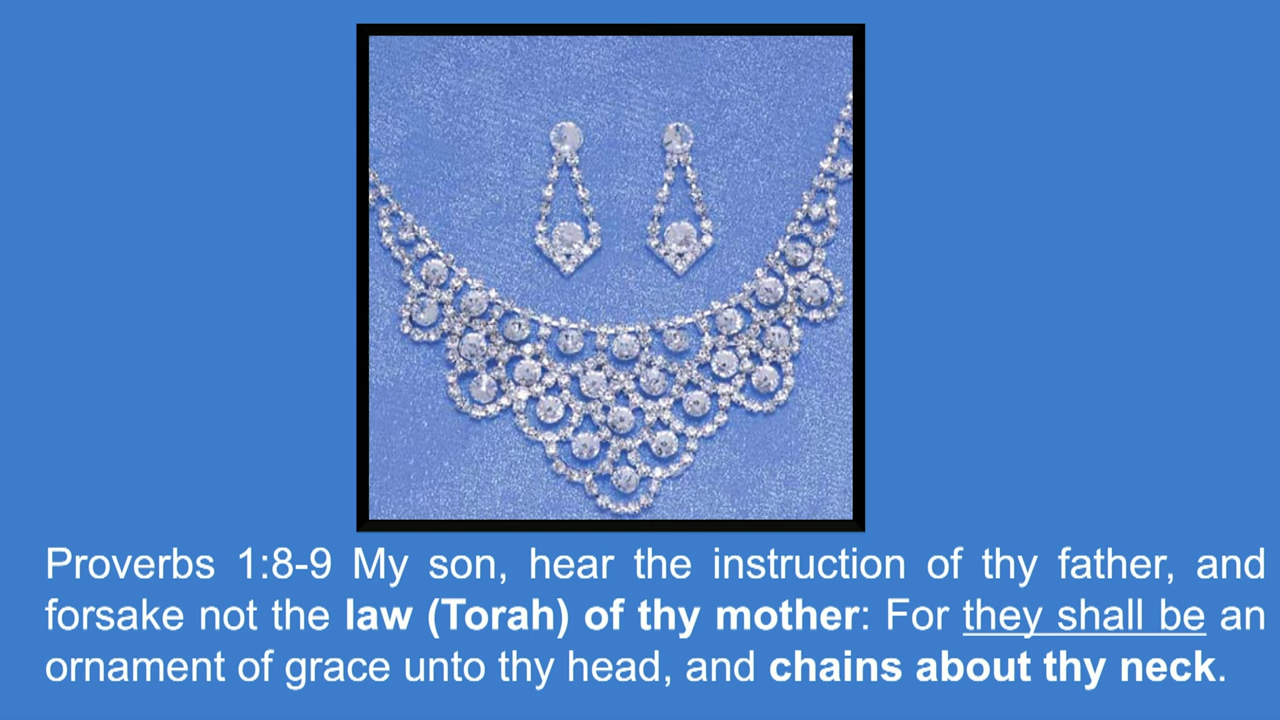 Proverbs 1:8-9 My son, hear the instruction of thy father, and
forsake not the law (Torah) of thy mother: For they shall be an
ornament of grace unto thy head, and chains about thy neck.